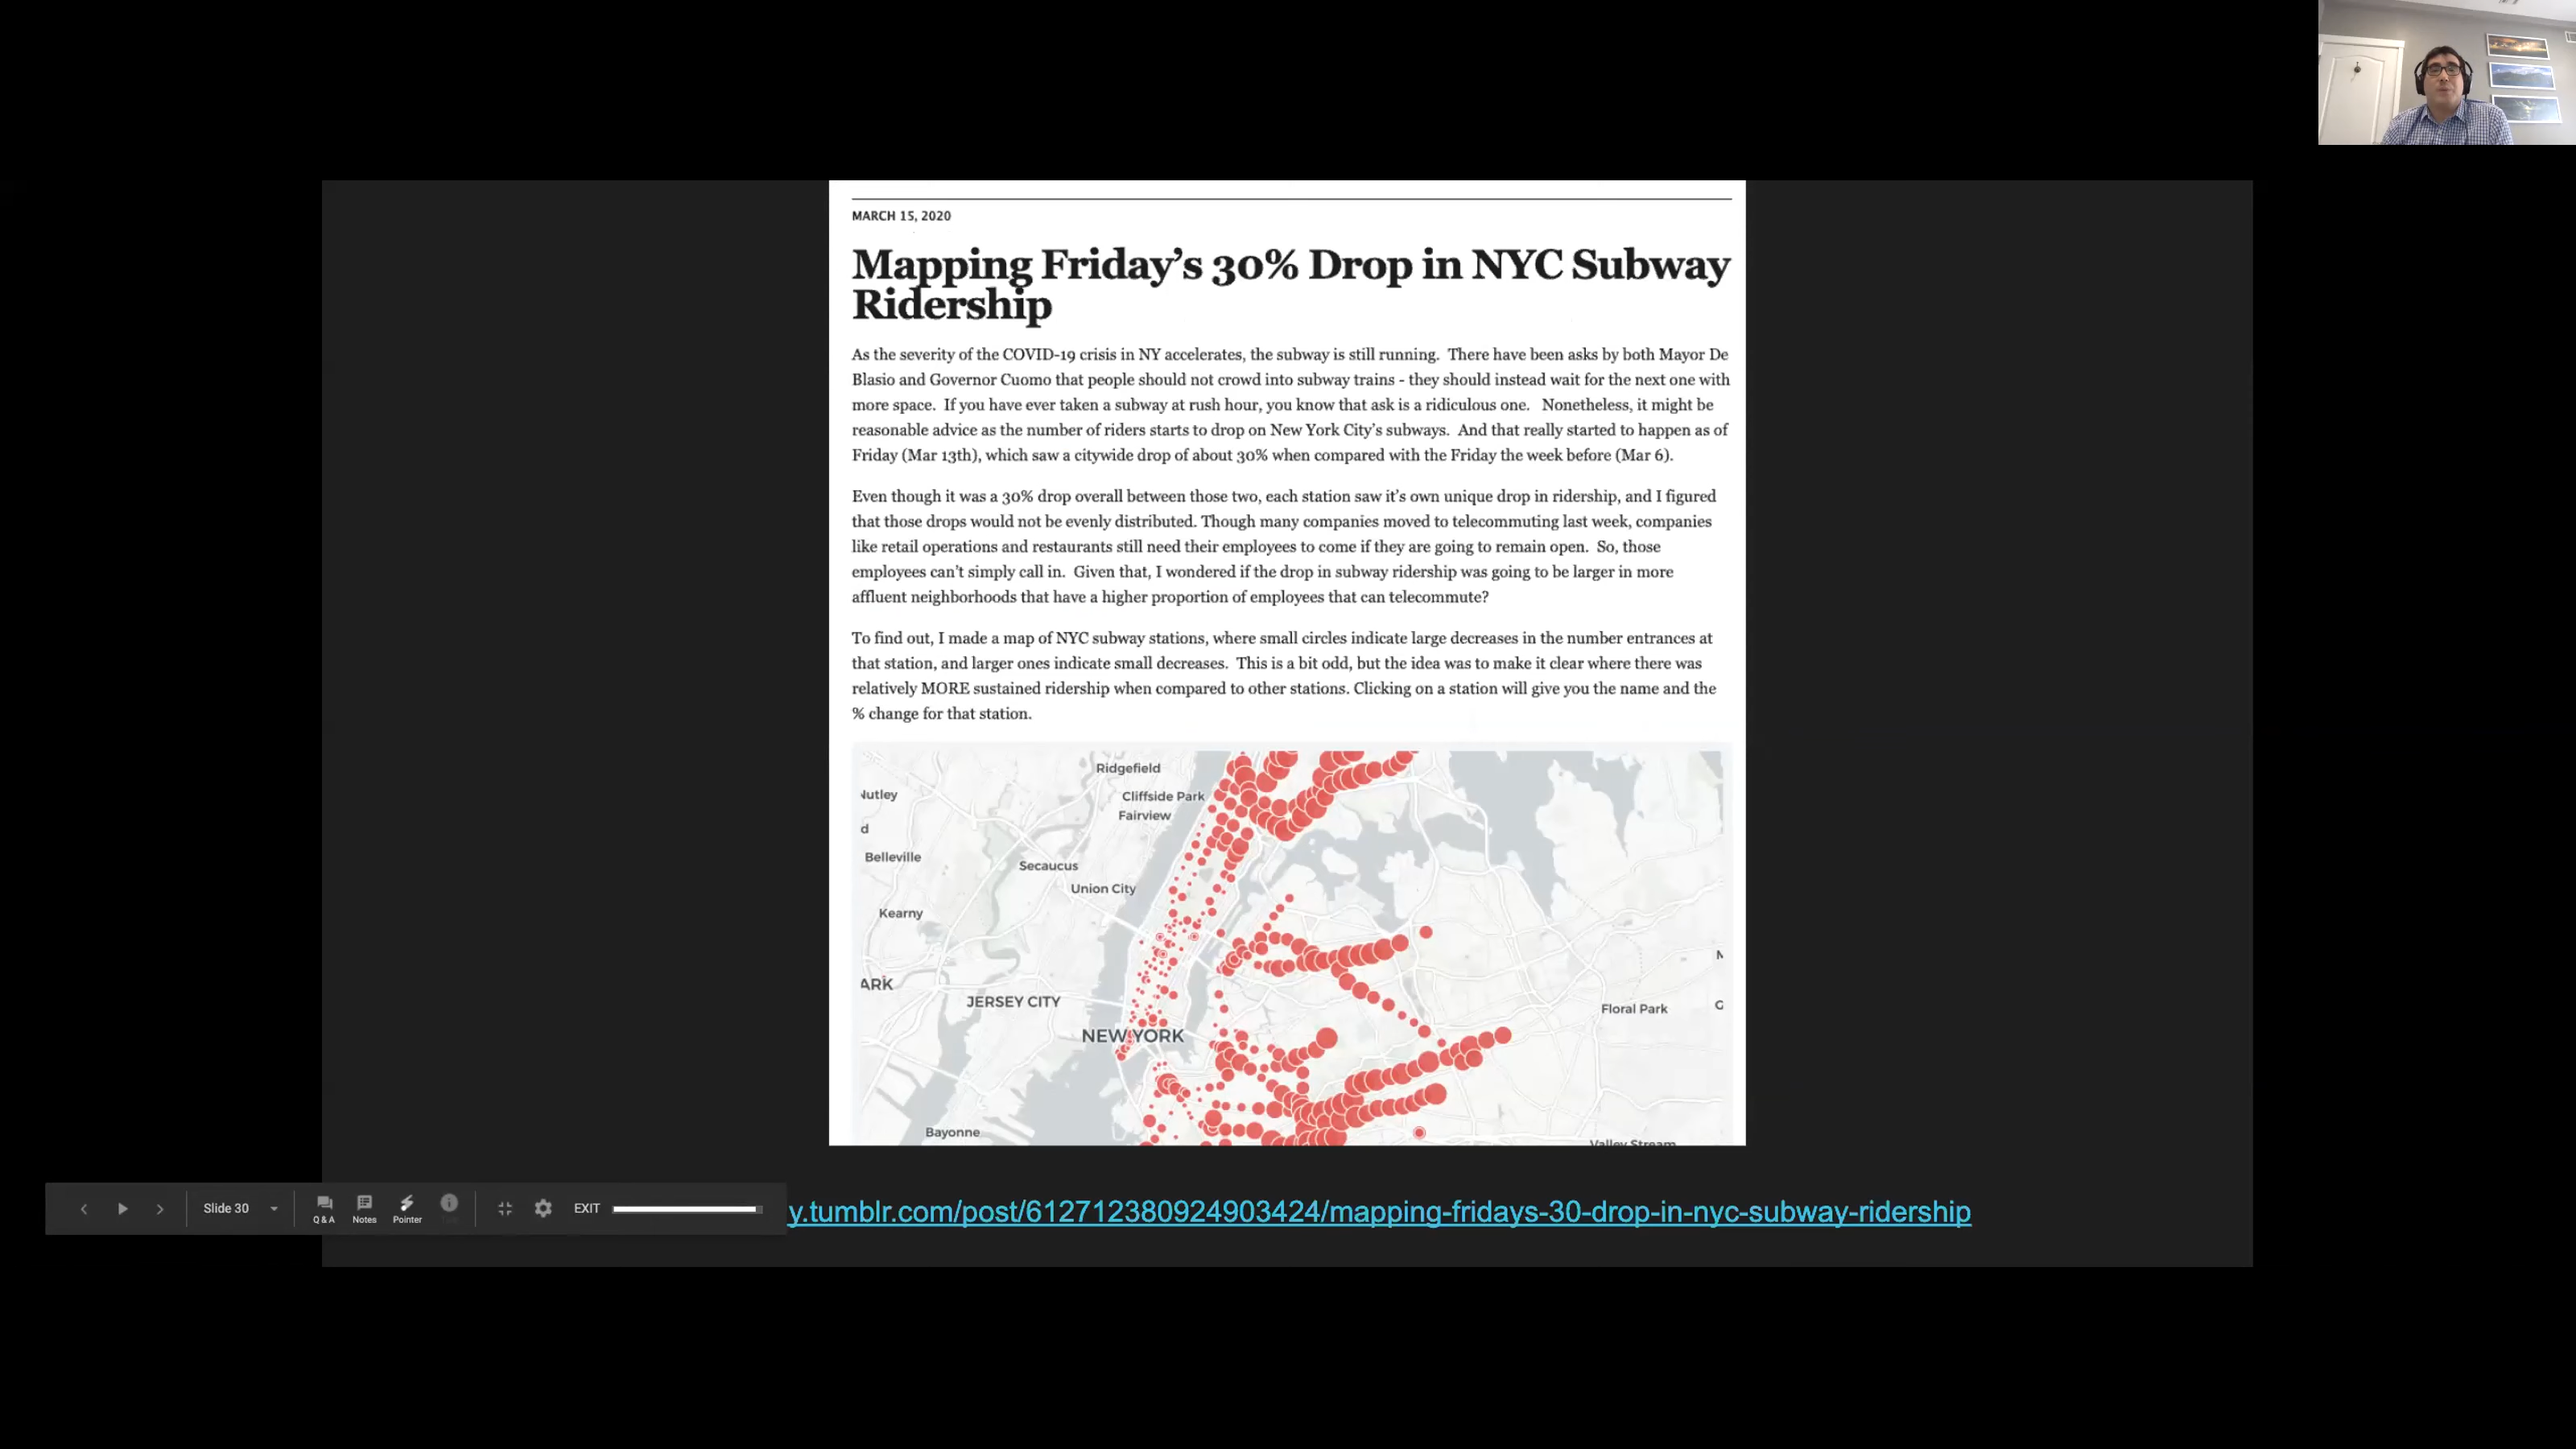 MARCH 15, 2020
Mapping Friday's 30% Drop in NYC Subway
Ridership
As the severity of the COVID-19 crisis in NY accelerates, the subway is still running.  There have been asks by both Mayor De
Blasio and Governor Cuomo that people should not crowd into subway trains - they should instead wait for the next one with
more space.  If you have ever taken a subway at rush hour, you know that ask is a ridiculous one.   Nonetheless, it might be
reasonable advice as the number of riders starts to drop on New York City's subways.  And that really started to happen as of
Friday (Mar 13th), which saw a citywide drop of about 30% when compared with the Friday the week before (Mar 6).
Even though it was a 30% drop overall between those two, each station saw it's own unique drop in ridership, and I figured
that those drops would not be evenly distributed. Though many companies moved to telecommuting last week, companies
like retail operations and restaurants still need their employees to come if they are going to remain open.  So, those
employees can't simply call in.  Given that, I wondered if the drop in subway ridership was going to be larger in more
affluent neighborhoods that have a higher proportion of employees that can telecommute?
To find out, I made a map of NYC subway stations, where small circles indicate large decreases in the number entrances at
that station, and larger ones indicate small decreases.  This is a bit odd, but the idea was to make it clear where there was
relatively MORE sustained ridership when compared to other stations. Clicking on a station will give you the name and the
% change for that station.
Ridgefield
Nutley
Cliffside Park
Fairview
d
Belleville
Secaucus
Union City
Kearny
ARK
JERSEY CITY
Floral Park
G
NEW YORK
Bayonne
Valley Stream
Slide 30
Q & A
Notes
Pointer
EXIT
y.tumblr.com/post/612712380924903424/mapping-fridays-30-drop-in-nyc-subway-ridership